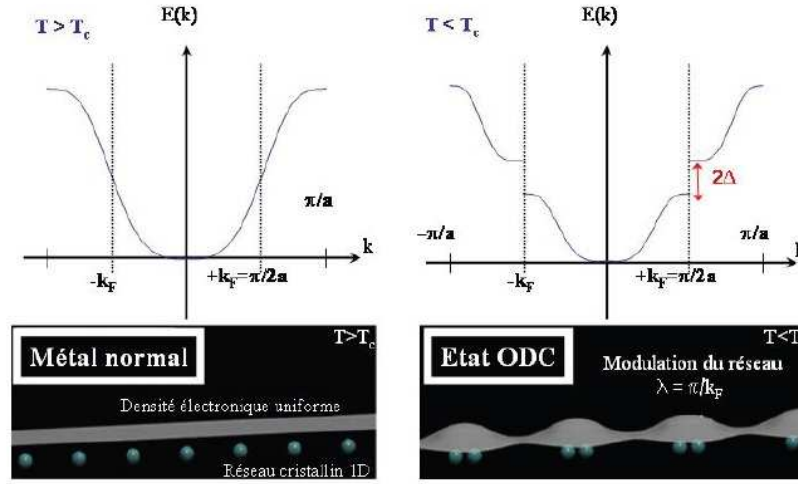 T > Tc
E(k)
π/a
k
-kF
+kF=π/2a
T < Tc
E(k)
2Δ
-π/a
π/a
-kF
+kF=π/2a
Métal normal
T>Tc
Densité électronique uniforme
Réseau cristallin 1D
Etat ODC
T<T
Modulation du réseau
λ = π/kF